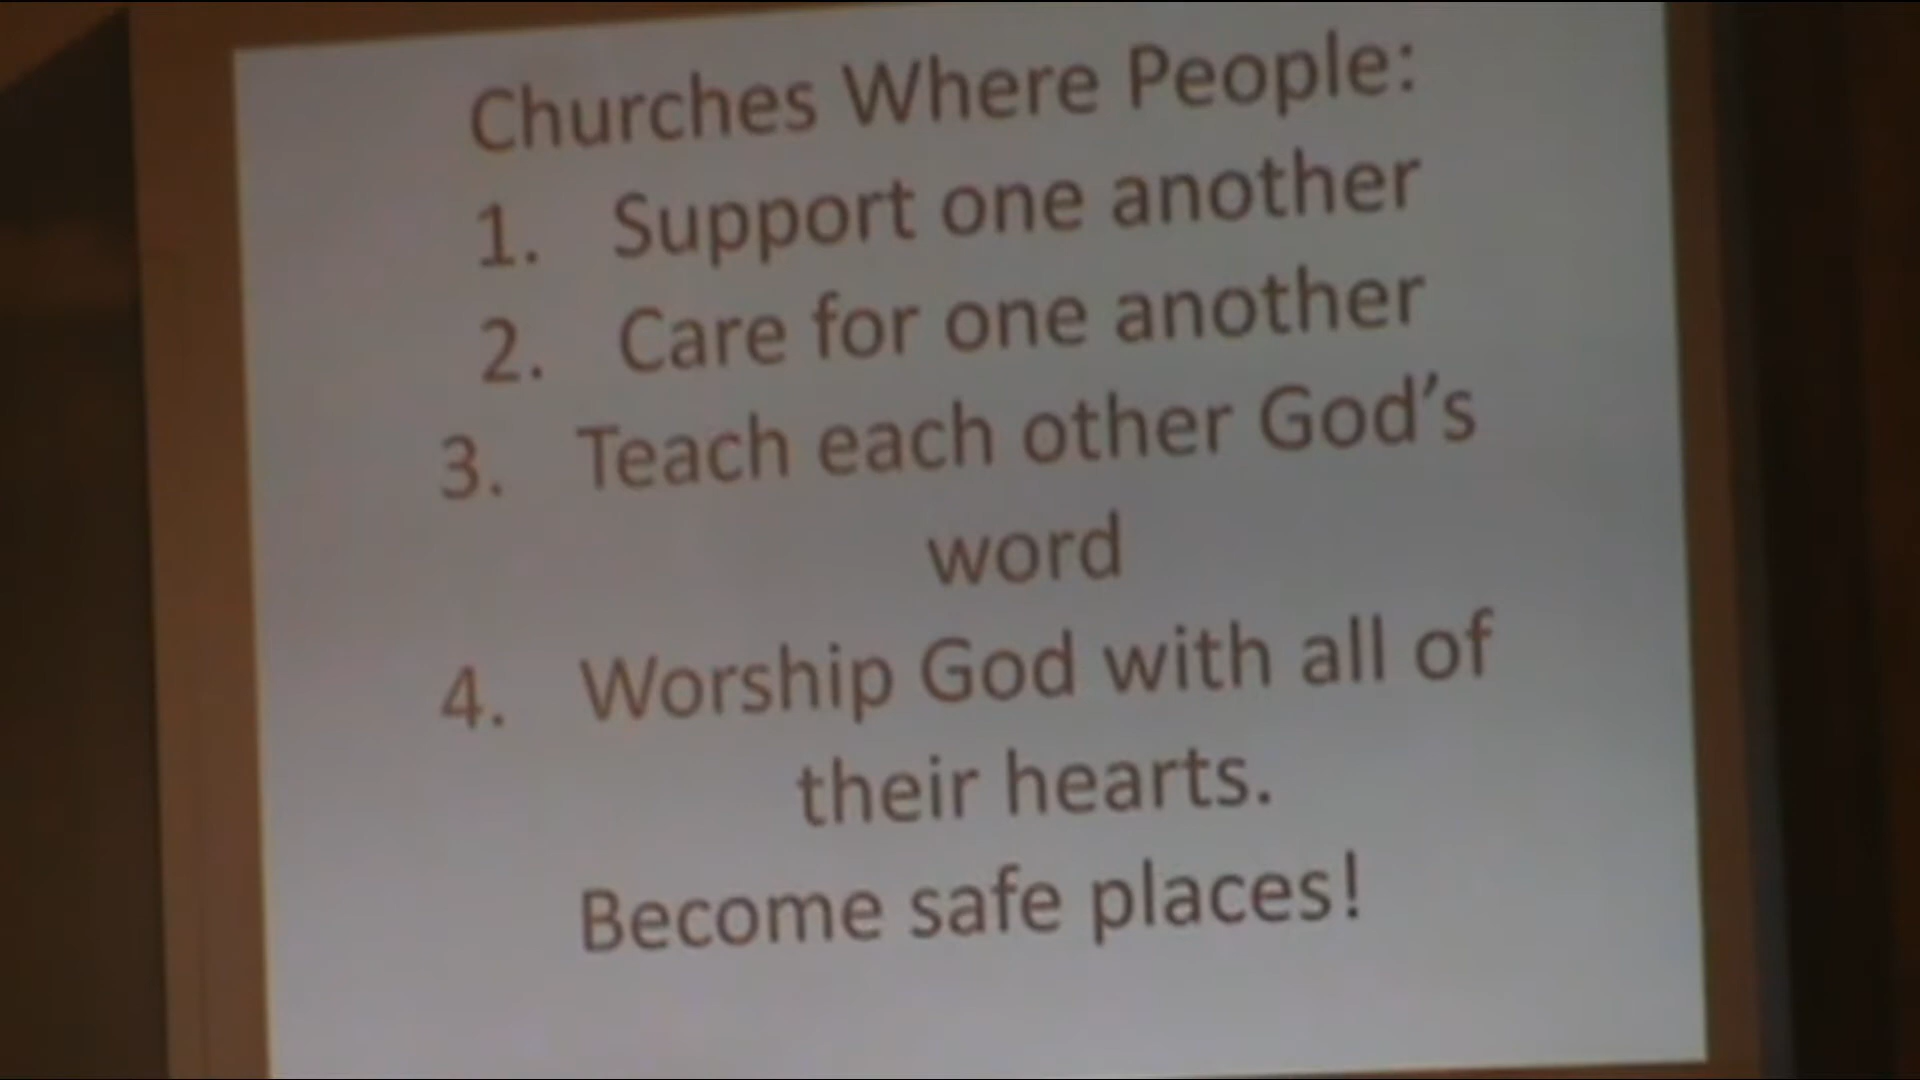 Churches Where People:
1. Support one another
2. Care for one another
3. Teach each other God’s
word
4. Worship God with all of
their hearts.
Become safe places!